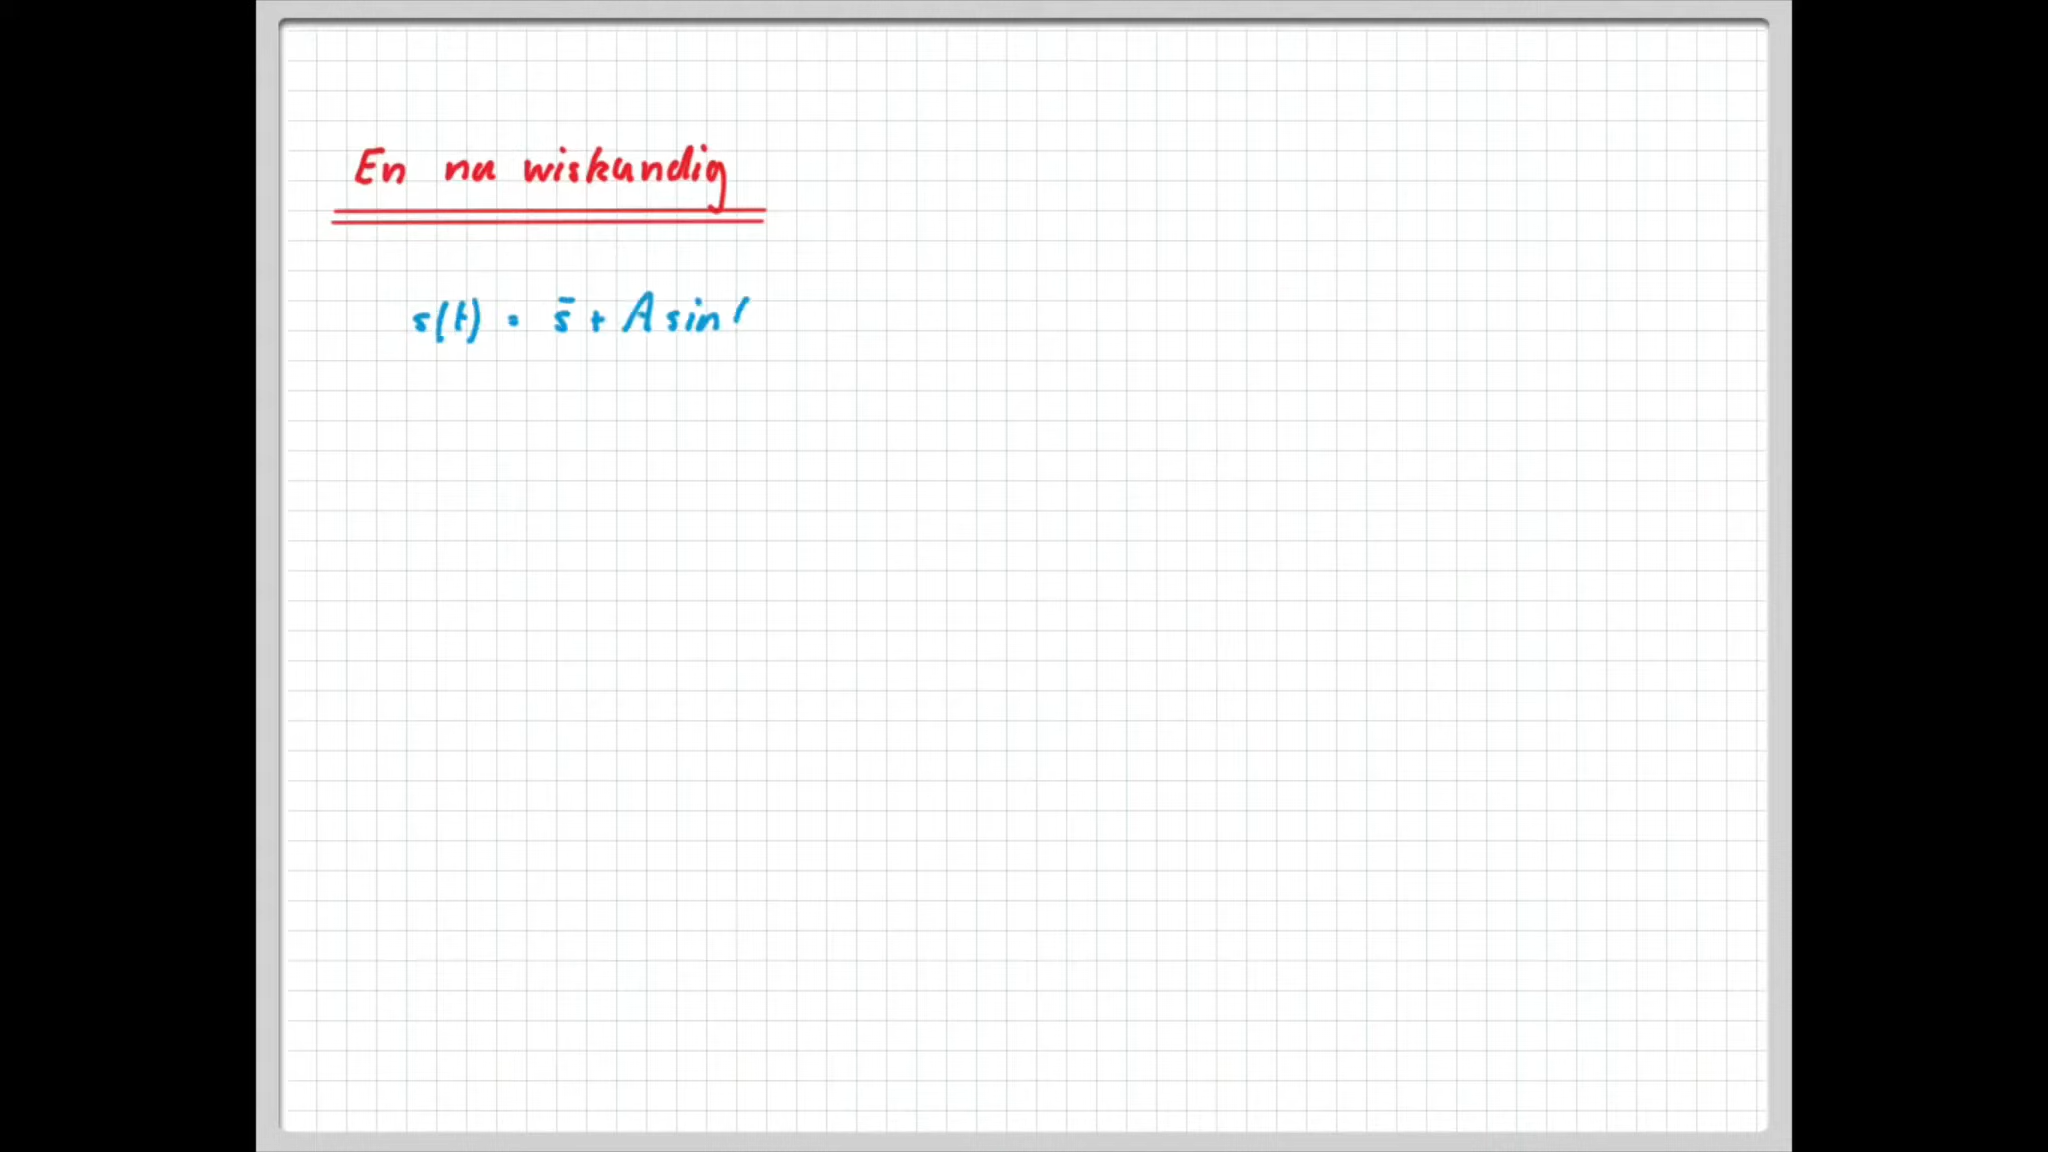 En nu wiskundig
s(t) = s̄ + A sin (